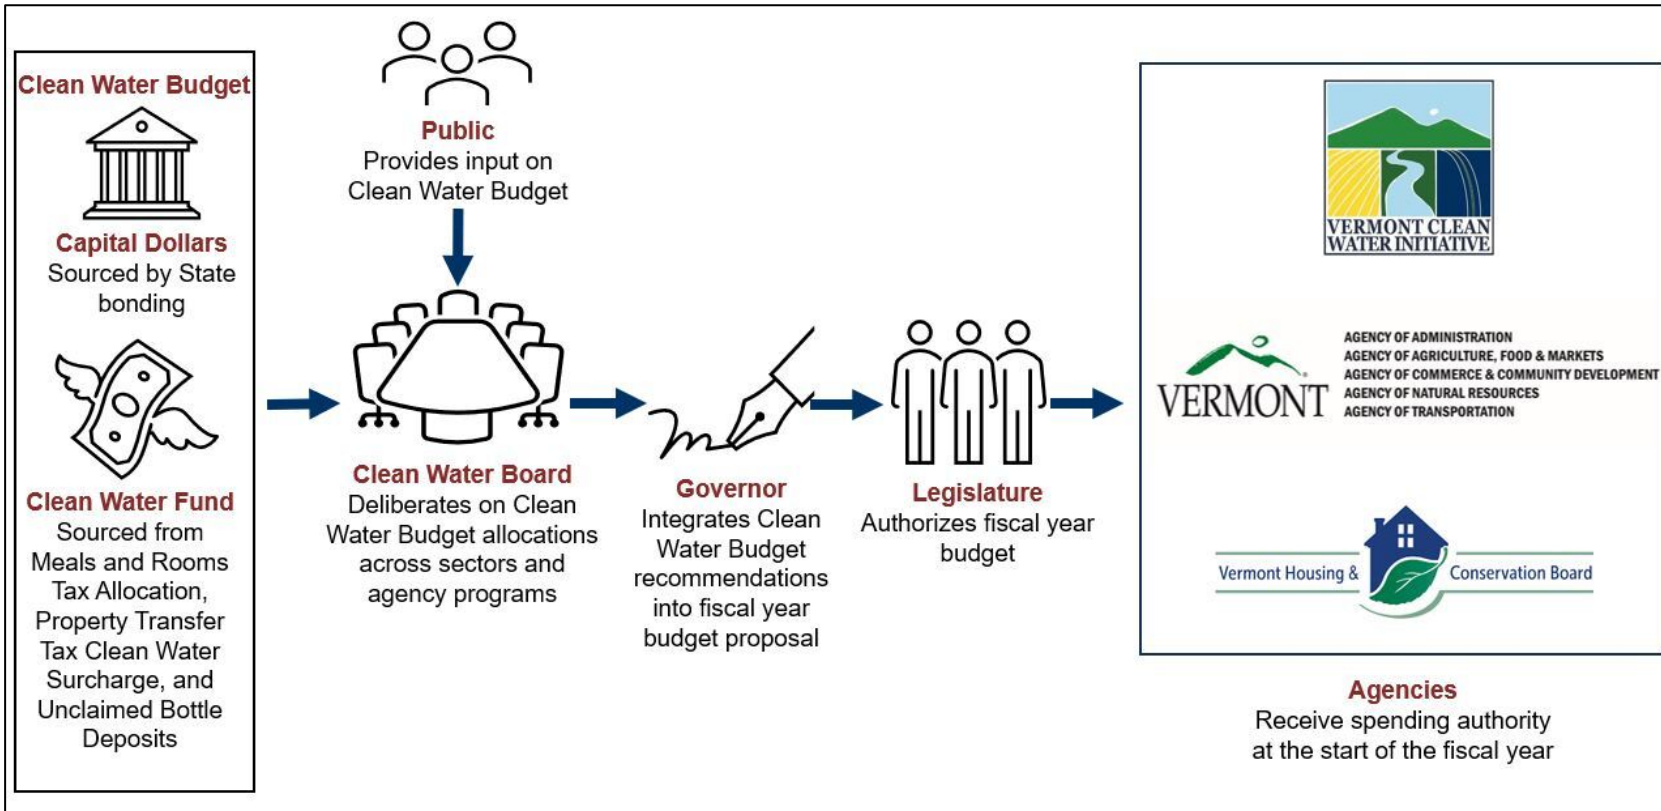 Clean Water Budget
Capital Dollars
Sourced by State
bonding
Clean Water Fund
Sourced from
Meals and Rooms
Tax Allocation,
Property Transfer
Tax Clean Water
Surcharge, and
Unclaimed Bottle
Deposits
Public
Provides input on
Clean Water Budget
Clean Water Board
Deliberates on Clean
Water Budget allocations
across sectors and
agency programs
Governor
Integrates Clean
Water Budget
recommendations
into fiscal year
budget proposal
Legislature
Authorizes fiscal year
budget
VERMONT CLEAN
WATER INITIATIVE
VERMONT
AGENCY OF ADMINISTRATION
AGENCY OF AGRICULTURE, FOOD & MARKETS
AGENCY OF COMMERCE & COMMUNITY DEVELOPMENT
AGENCY OF NATURAL RESOURCES
AGENCY OF TRANSPORTATION
Vermont Housing & Conservation Board
Agencies
Receive spending authority
at the start of the fiscal year